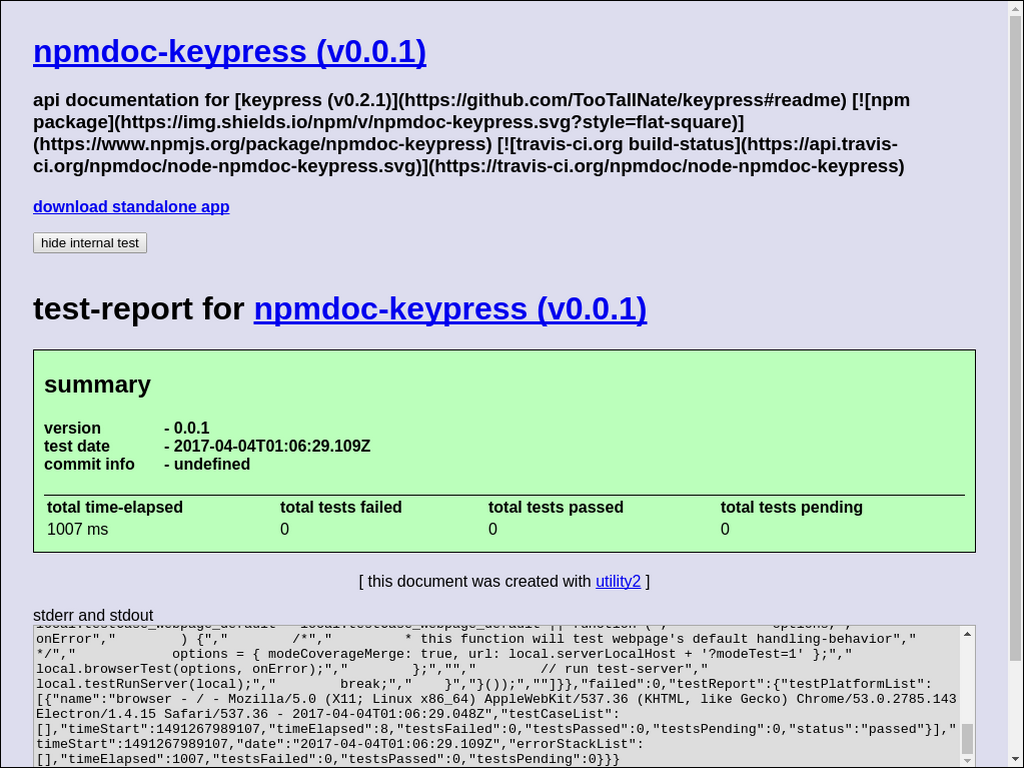 npmdoc-keypress (v0.0.1)
api documentation for [keypress (v0.2.1)](https://github.com/TooTallNate/keypress#readme) [![npm
package](https://img.shields.io/npm/v/npmdoc-keypress.svg?style=flat-square)]
(https://www.npmjs.org/package/npmdoc-keypress) [![travis-ci.org build-status](https://api.travis-
ci.org/npmdoc/node-npmdoc-keypress.svg)](https://travis-ci.org/npmdoc/node-npmdoc-keypress)
download standalone app
hide internal test
test-report for npmdoc-keypress (v0.0.1)
summary
version - 0.0.1
test date - 2017-04-04T01:06:29.109Z
commit info - undefined
total time-elapsed total tests failed total tests passed total tests pending
1007 ms 0 0 0
[ this document was created with utility2 ]
stderr and stdout
onError","        ) {","        /*","         * this function will test webpage's default handling-behavior","
*/","            options = { modeCoverageMerge: true, url: local.serverLocalHost + '?modeTest=1' };","
local.browserTest(options, onError);","        };","","        // run test-server","
local.testRunServer(local);","        break;","    }","}());",""]}},"failed":0,"testReport":{"testPlatformList":
[{"name":"browser - / - Mozilla/5.0 (X11; Linux x86_64) AppleWebKit/537.36 (KHTML, like Gecko) Chrome/53.0.2785.143
Electron/1.4.15 Safari/537.36 - 2017-04-04T01:06:29.048Z","testCaseList":
[],"timeStart":1491267989107,"timeElapsed":8,"testsFailed":0,"testsPassed":0,"testsPending":0,"status":"passed"}],"
timeStart":1491267989107,"date":"2017-04-04T01:06:29.109Z","errorStackList":
[],"timeElapsed":1007,"testsFailed":0,"testsPassed":0,"testsPending":0}}}